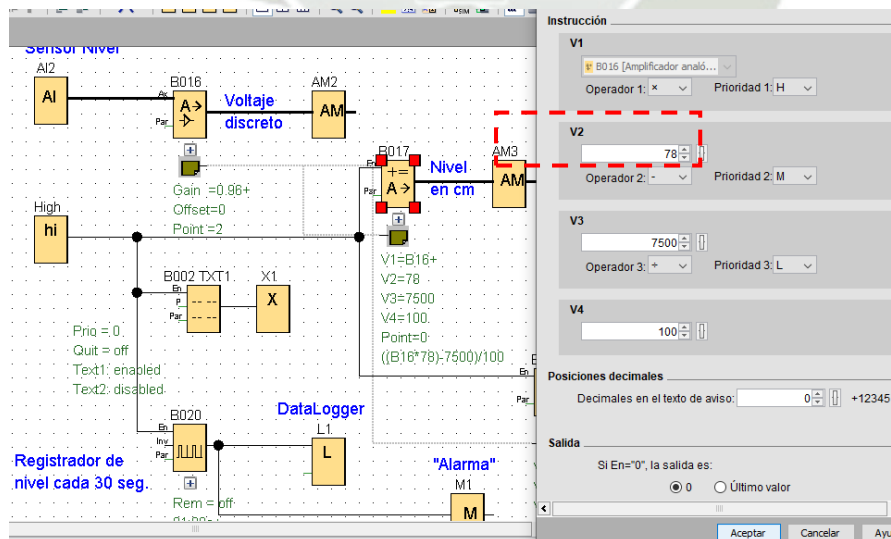 Sensor Nivel
AI2
AI
B016
Ax
Par
A→
Voltaje
discreto
AM2
AM
Gain =0.96+
Offset=0
Point =2
B017
En
Par
+=
A→
Nivel
en cm
AM3
AM
V1=B16+
V2=78
V3=7500
V4=100
Point=0
((B16*78)-7500)/100
High
hi
B002 TXT1
En
P
Par
X1
X
Prio = 0
Quit = off
Text1: enabled
Text2: disabled
En
Par
B020
En
Inv
Par
Rem = off
DataLogger
L1
L
Registrador de
nivel cada 30 seg.
"Alarma"
M1
M
Instrucción
V1
B016 [Amplificador analó...
Operador 1: ×
Prioridad 1: H
V2
78
Operador 2: -
Prioridad 2: M
V3
7500
Operador 3: ÷
Prioridad 3: L
V4
100
Posiciones decimales
Decimales en el texto de aviso: 0 +12345
Salida
Si En="0", la salida es:
0 Último valor
Aceptar Cancelar Ayu